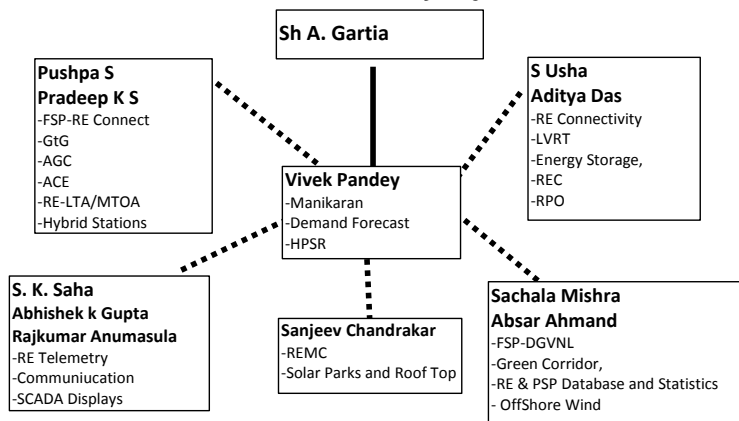 Sh A. Gartia
Pushpa S
Pradeep K S
-FSP-RE Connect
-GtG
-AGC
-ACE
-RE-LTA/MTOA
-Hybrid Stations
S Usha
Aditya Das
-RE Connectivity
-LVRT
-Energy Storage,
-REC
-RPO
Vivek Pandey
-Manikaran
-Demand Forecast
-HPSR
S. K. Saha
Abhishek k Gupta
Rajkumar Anumasula
-RE Telemetry
-Communiucation
-SCADA Displays
Sanjeev Chandrakar
-REMC
-Solar Parks and Roof Top
Sachala Mishra
Absar Ahmand
-FSP-DGVNL
-Green Corridor,
-RE & PSP Database and Statistics
- OffShore Wind